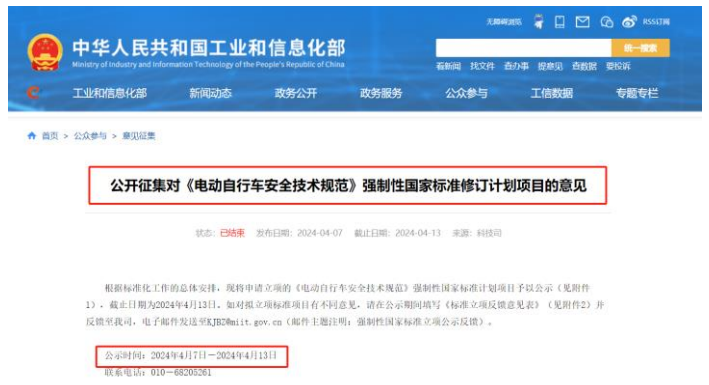 无障碍浏览 RSS订阅
中华人民共和国工业和信息化部
Ministry of Industry and Information Technology of the People's Republic of China
统一搜索
看新闻 找文件 查办事 提意见 查数据 要投诉
工业和信息化部 新闻动态 政务公开 政务服务 公众参与 工信数据 专题专栏
首页 > 公众参与 > 意见征集
公开征集对《电动自行车安全技术规范》强制性国家标准修订计划项目的意见
状态：已结束 发布日期：2024-04-07 截止日期：2024-04-13 来源：科技司
根据标准化工作的总体安排，现将申请立项的《电动自行车安全技术规范》强制性国家标准计划项目予以公示（见附件
1），截止日期为2024年4月13日。如对拟立项标准项目有不同意见，请在公示期间填写《标准立项反馈意见表》（见附件2）并
反馈至我司，电子邮件发送至KJBZ@miit.gov.cn（邮件主题注明：强制性国家标准立项公示反馈）。
公示时间：2024年4月7日－2024年4月13日
联系电话：010－68205261